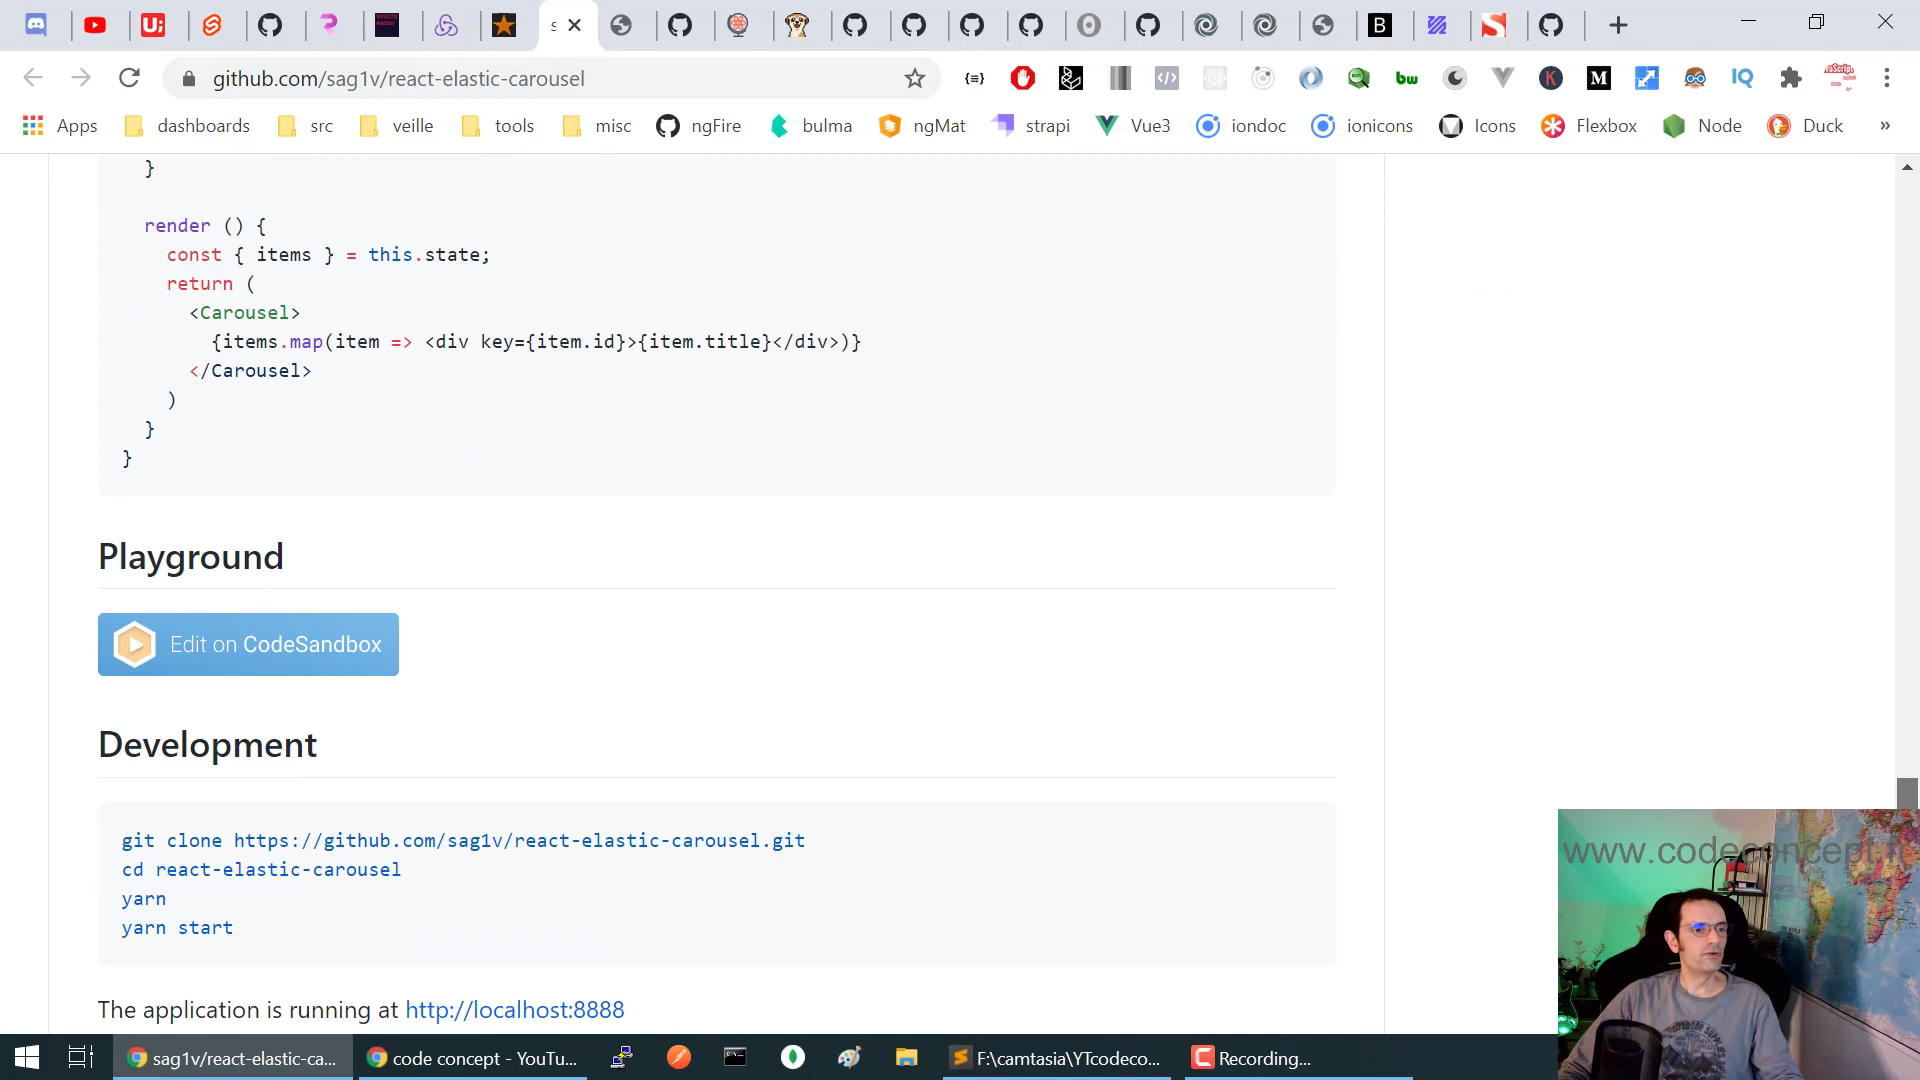 Uj
s
B
github.com/sag1v/react-elastic-carousel
bw
K
M
IQ
Apps
dashboards
src
veille
tools
misc
ngFire
bulma
ngMat
strapi
Vue3
iondoc
ionicons
Icons
Flexbox
Node
Duck
»
}
render () {
const { items } = this.state;
return (
<Carousel>
{items.map(item => <div key={item.id}>{item.title}</div>)}
</Carousel>
)
}
}
Playground
Edit on CodeSandbox
Development
git clone https://github.com/sag1v/react-elastic-carousel.git
cd react-elastic-carousel
yarn
yarn start
The application is running at http://localhost:8888
www.codeconcept.fr
sag1v/react-elastic-ca...
code concept - YouTu...
F:\camtasia\YTcodeco...
Recording...